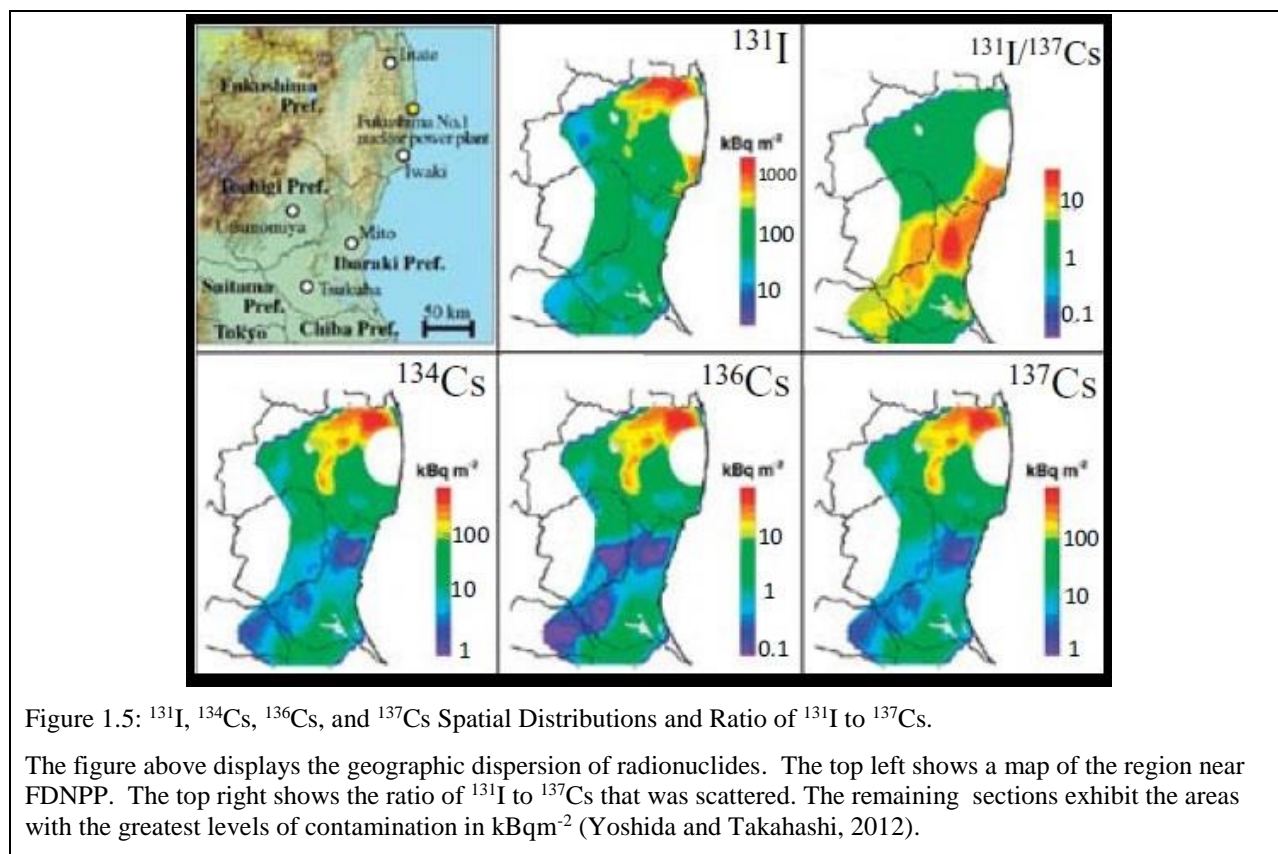 Iitate
Fukushima
Pref.
Fukushima No.1
nuclear power plant
Iwaki
Tochigi Pref.
Utsunomiya
Mito
Ibaraki Pref.
Saitama
Pref.
Tsukuba
Tokyo
Chiba Pref.
50 km
131I
kBq m-2
1000
100
10
131I/137Cs
10
1
0.1
134Cs
kBq m-2
100
10
1
136Cs
kBq m-2
10
1
0.1
137Cs
kBq m-2
100
10
1
Figure 1.5: 131I, 134Cs, 136Cs, and 137Cs Spatial Distributions and Ratio of 131I to 137Cs.
The figure above displays the geographic dispersion of radionuclides. The top left shows a map of the region near
FDNPP. The top right shows the ratio of 131I to 137Cs that was scattered. The remaining sections exhibit the areas
with the greatest levels of contamination in kBqm-2 (Yoshida and Takahashi, 2012).